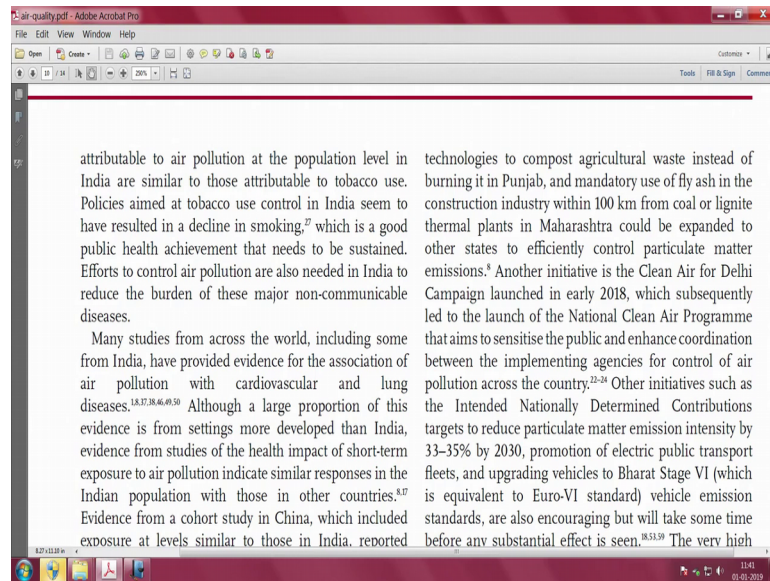 air-quality.pdf - Adobe Acrobat Pro
File Edit View Window Help
Open Create Customize
10 / 14 250% Tools Fill & Sign Commen
attributable to air pollution at the population level in
India are similar to those attributable to tobacco use.
Policies aimed at tobacco use control in India seem to
have resulted in a decline in smoking,27 which is a good
public health achievement that needs to be sustained.
Efforts to control air pollution are also needed in India to
reduce the burden of these major non-communicable
diseases.
Many studies from across the world, including some
from India, have provided evidence for the association of
air pollution with cardiovascular and lung
diseases.1,8,37,38,46,49,50 Although a large proportion of this
evidence is from settings more developed than India,
evidence from studies of the health impact of short-term
exposure to air pollution indicate similar responses in the
Indian population with those in other countries.8,17
Evidence from a cohort study in China, which included
exposure at levels similar to those in India, reported
technologies to compost agricultural waste instead of
burning it in Punjab, and mandatory use of fly ash in the
construction industry within 100 km from coal or lignite
thermal plants in Maharashtra could be expanded to
other states to efficiently control particulate matter
emissions.8 Another initiative is the Clean Air for Delhi
Campaign launched in early 2018, which subsequently
led to the launch of the National Clean Air Programme
that aims to sensitise the public and enhance coordination
between the implementing agencies for control of air
pollution across the country.22–24 Other initiatives such as
the Intended Nationally Determined Contributions
targets to reduce particulate matter emission intensity by
33–35% by 2030, promotion of electric public transport
fleets, and upgrading vehicles to Bharat Stage VI (which
is equivalent to Euro-VI standard) vehicle emission
standards, are also encouraging but will take some time
before any substantial effect is seen.18,53,59 The very high
8.27 x 11.10 in
11:41
01-01-2019